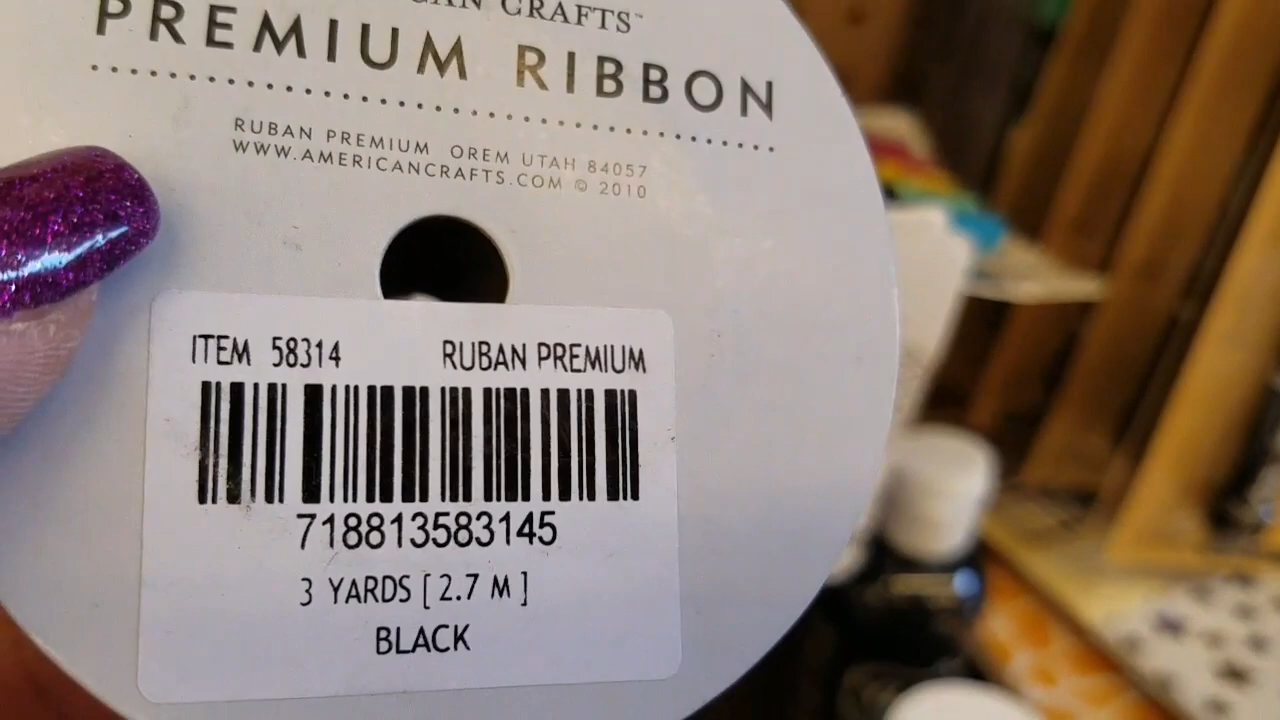 CRAFTS™
PREMIUM RIBBON
RUBAN PREMIUM OREM UTAH 84057
WWW.AMERICANCRAFTS.COM © 2010
ITEM 58314 RUBAN PREMIUM
718813583145
3 YARDS [ 2.7 M ]
BLACK